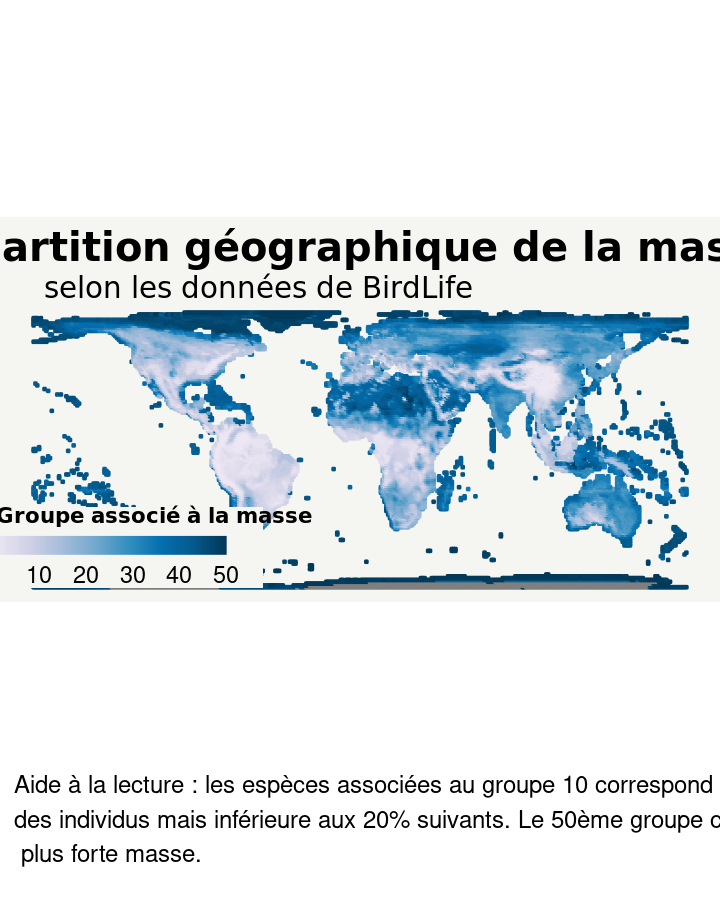 artition géographique de la mas
selon les données de BirdLife
Groupe associé à la masse
10 20 30 40 50
Aide à la lecture : les espèces associées au groupe 10 correspond
des individus mais inférieure aux 20% suivants. Le 50ème groupe c
plus forte masse.